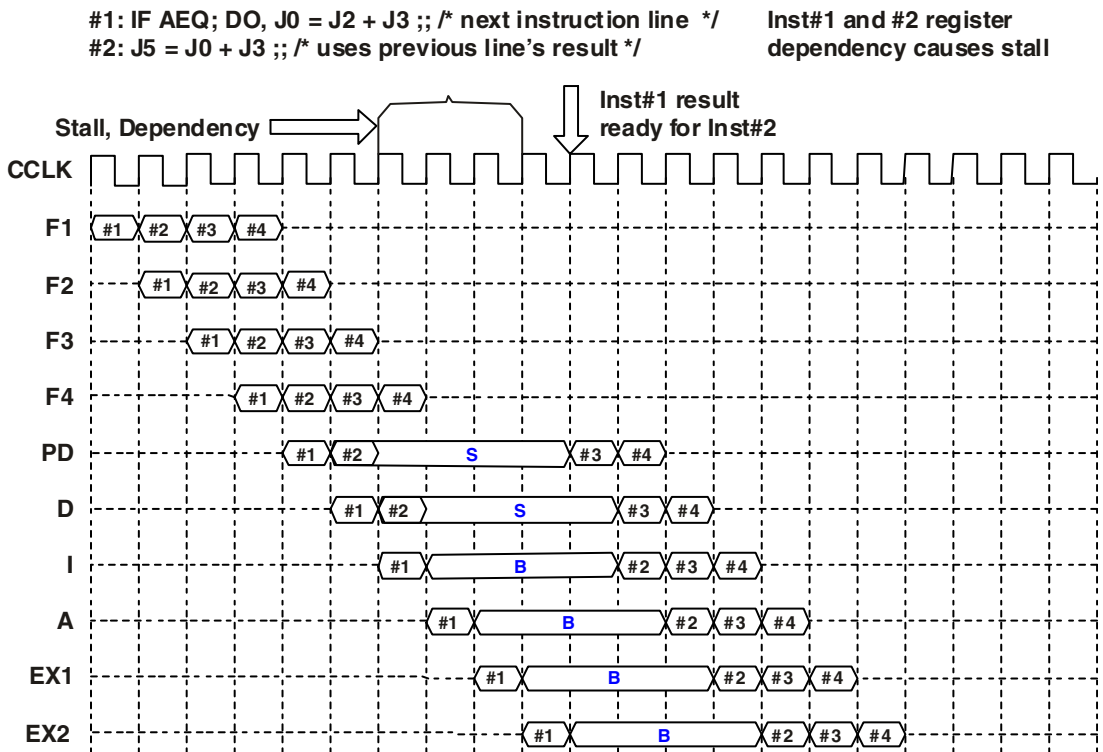 #1: IF AEQ; DO, J0 = J2 + J3 ;; /* next instruction line */
#2: J5 = J0 + J3 ;; /* uses previous line's result */
Inst#1 and #2 register
dependency causes stall
Stall, Dependency
Inst#1 result
ready for Inst#2
CCLK
F1 #1 #2 #3 #4
F2 #1 #2 #3 #4
F3 #1 #2 #3 #4
F4 #1 #2 #3 #4
PD #1 #2 S #3 #4
D #1 #2 S #3 #4
I #1 B #2 #3 #4
A #1 B #2 #3 #4
EX1 #1 B #2 #3 #4
EX2 #1 B #2 #3 #4